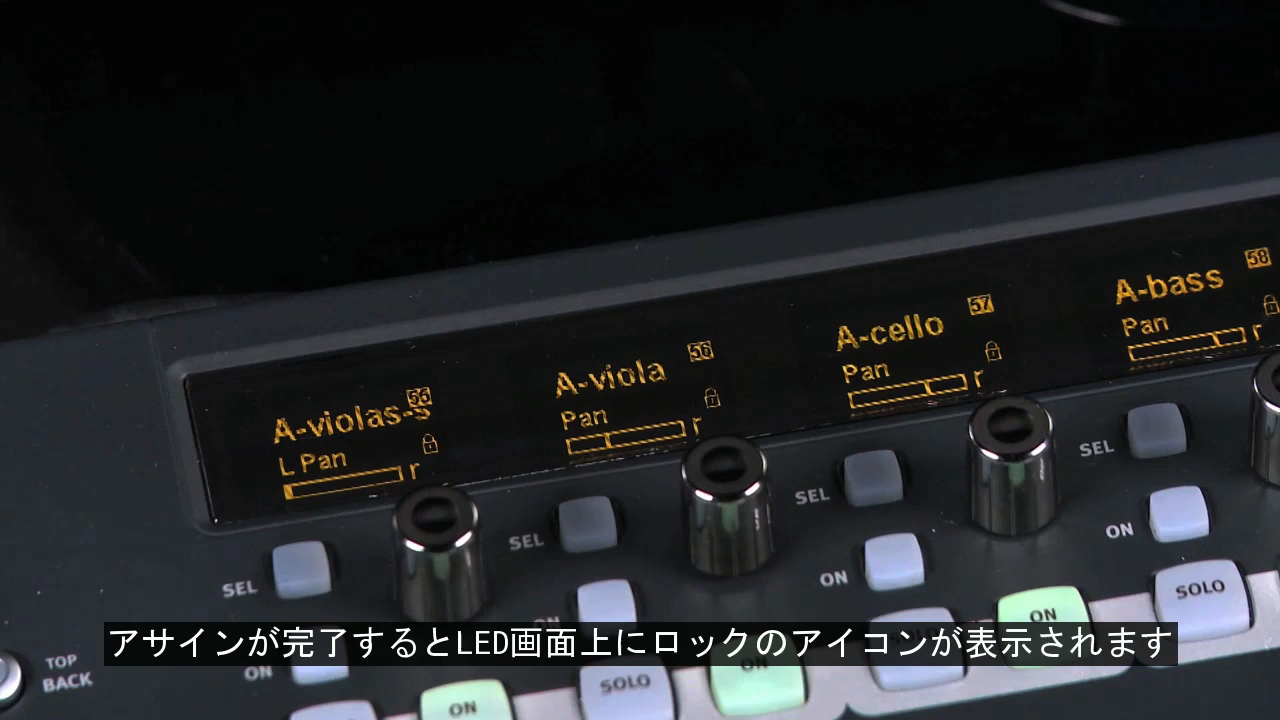 A-violas-s 55
L Pan r
A-viola 56
Pan r
A-cello 57
Pan r
A-bass 58
Pan r
SEL
SEL
SEL
SEL
ON
ON
ON
ON
SOLO
SOLO
ON
ON
ON
TOP
BACK
アサインが完了するとLED画面上にロックのアイコンが表示されます